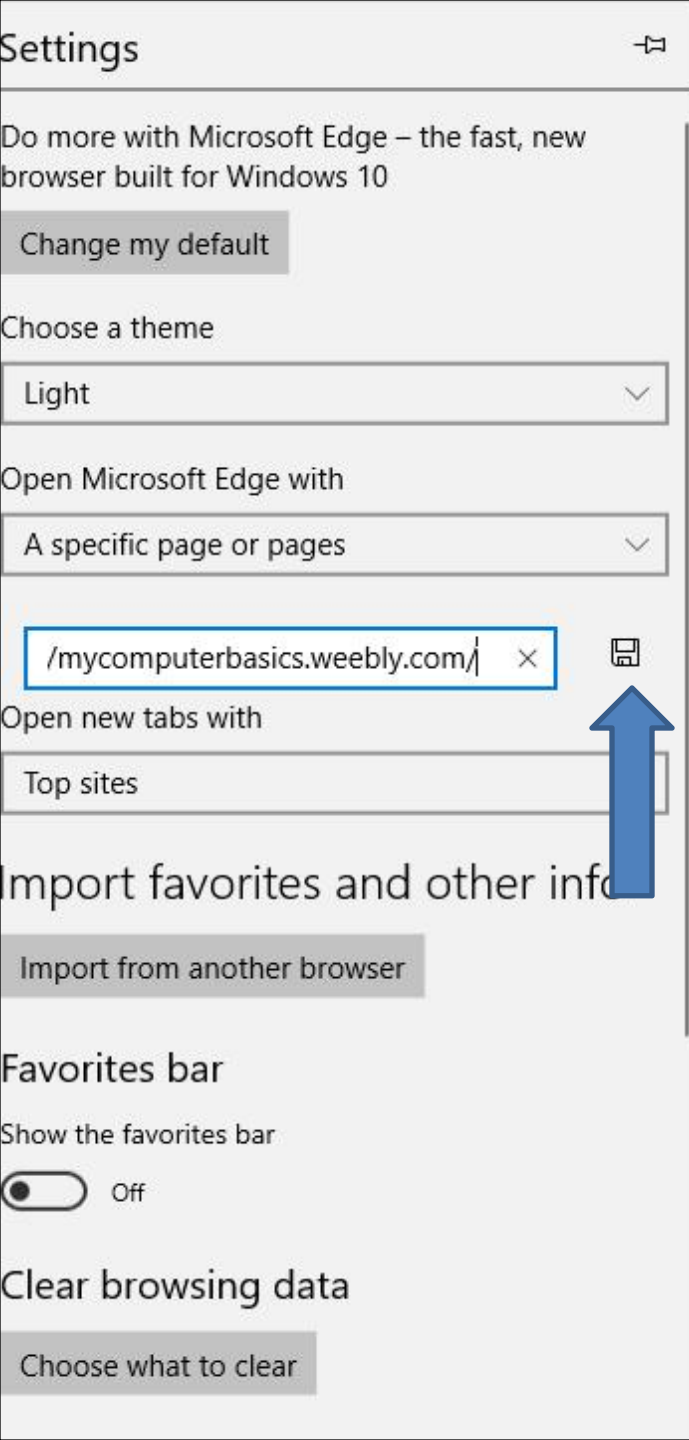 Settings
Do more with Microsoft Edge – the fast, new
browser built for Windows 10
Change my default
Choose a theme
Light
Open Microsoft Edge with
A specific page or pages
/mycomputerbasics.weebly.com/
Open new tabs with
Top sites
Import favorites and other info
Import from another browser
Favorites bar
Show the favorites bar
Off
Clear browsing data
Choose what to clear